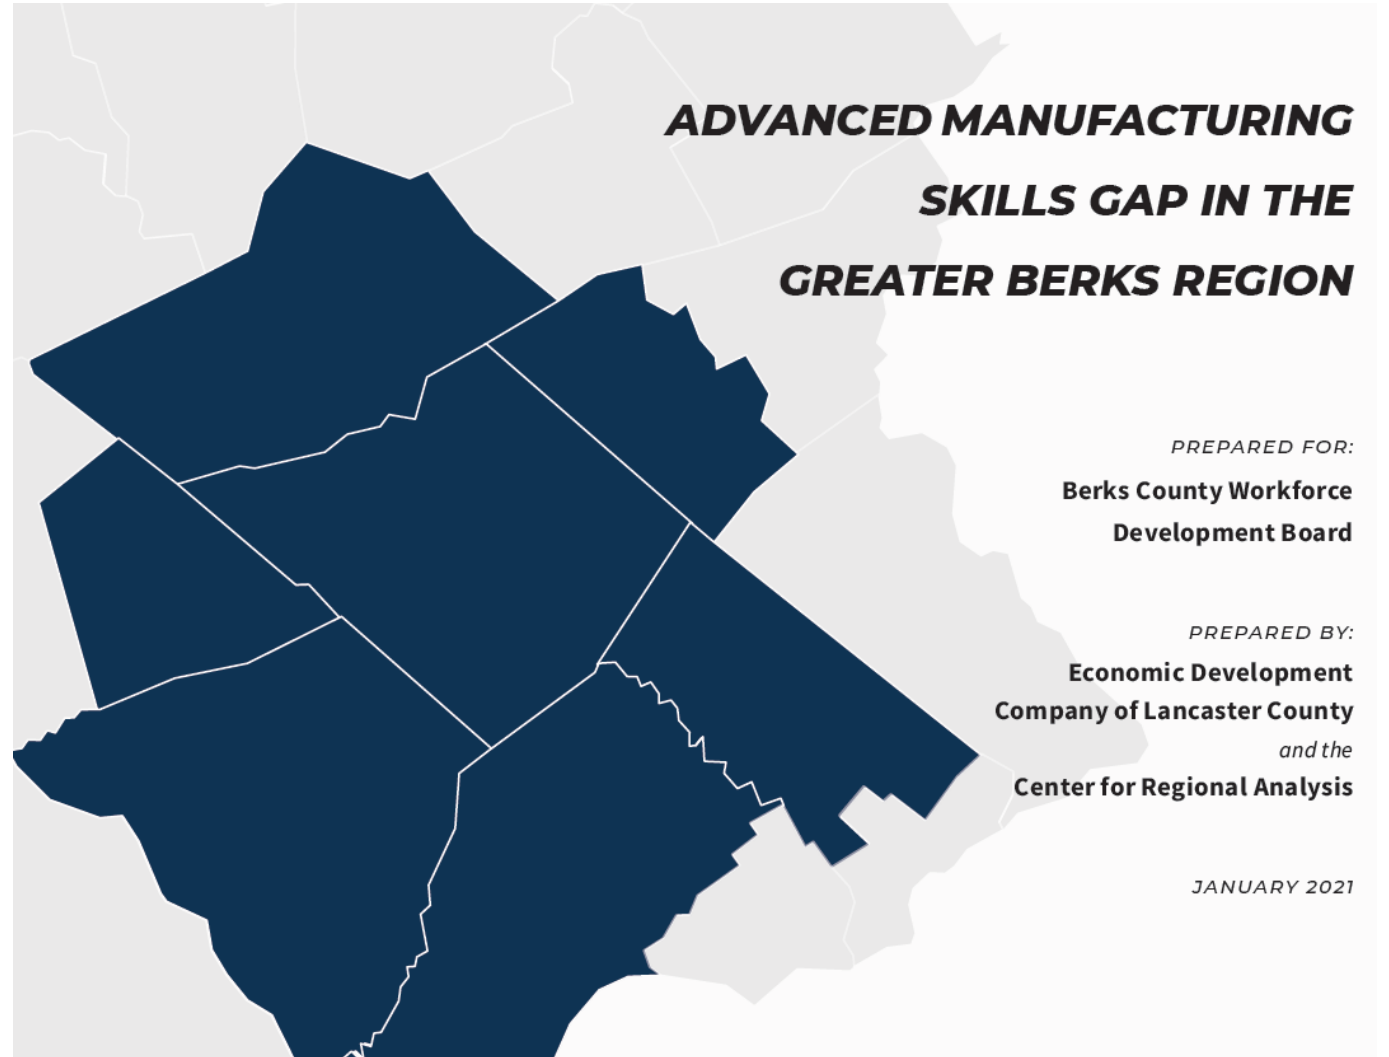 ADVANCED MANUFACTURING
SKILLS GAP IN THE
GREATER BERKS REGION
PREPARED FOR:
Berks County Workforce
Development Board
PREPARED BY:
Economic Development
Company of Lancaster County
and the
Center for Regional Analysis
JANUARY 2021